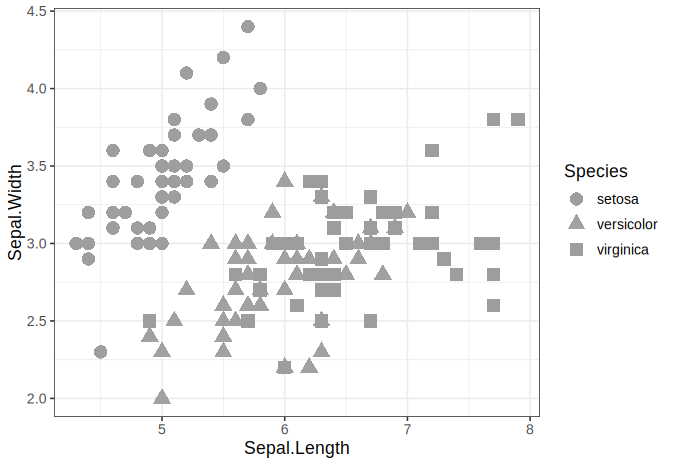 4.5
4.0
3.5
3.0
2.5
2.0
Sepal.Width
5 6 7 8
Sepal.Length
Species
setosa
versicolor
virginica